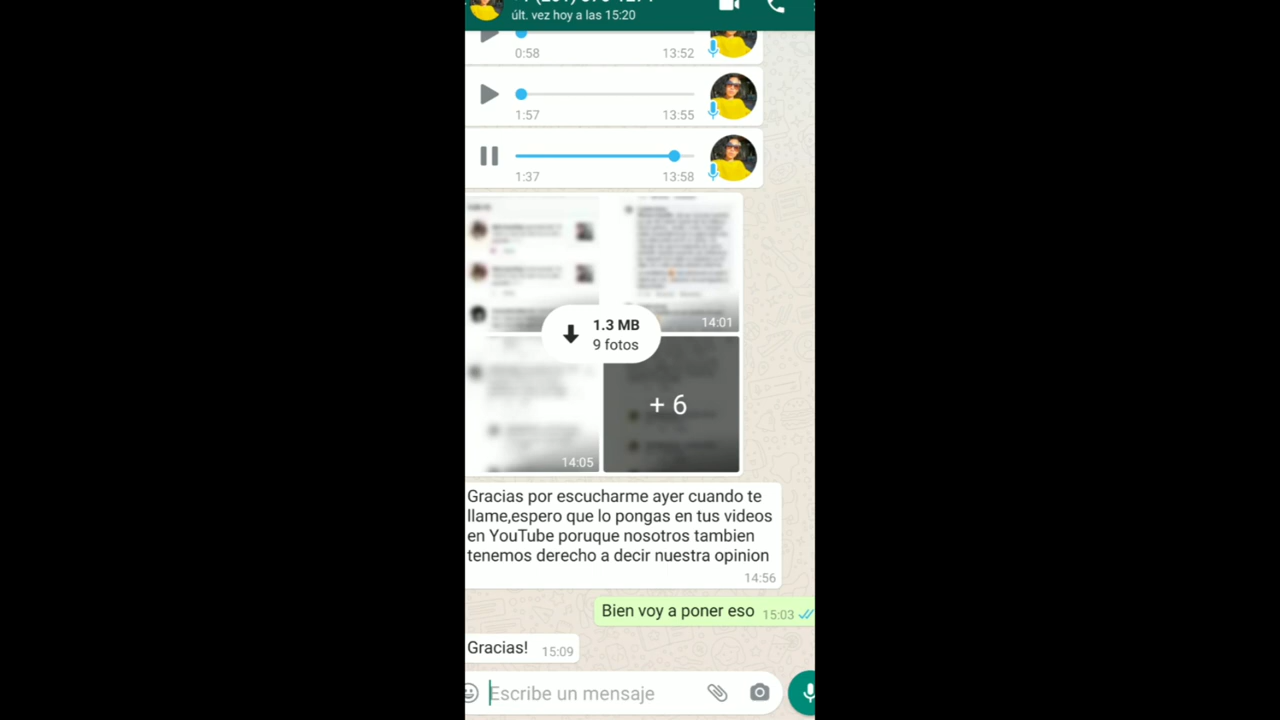 últ. vez hoy a las 15:20
0:58 13:52
1:57 13:55
1:37 13:58
14:01
1.3 MB
9 fotos
+ 6
14:05
Gracias por escucharme ayer cuando te
llame,espero que lo pongas en tus videos
en YouTube poruque nosotros tambien
tenemos derecho a decir nuestra opinion
14:56
Bien voy a poner eso 15:03
Gracias! 15:09
Escribe un mensaje